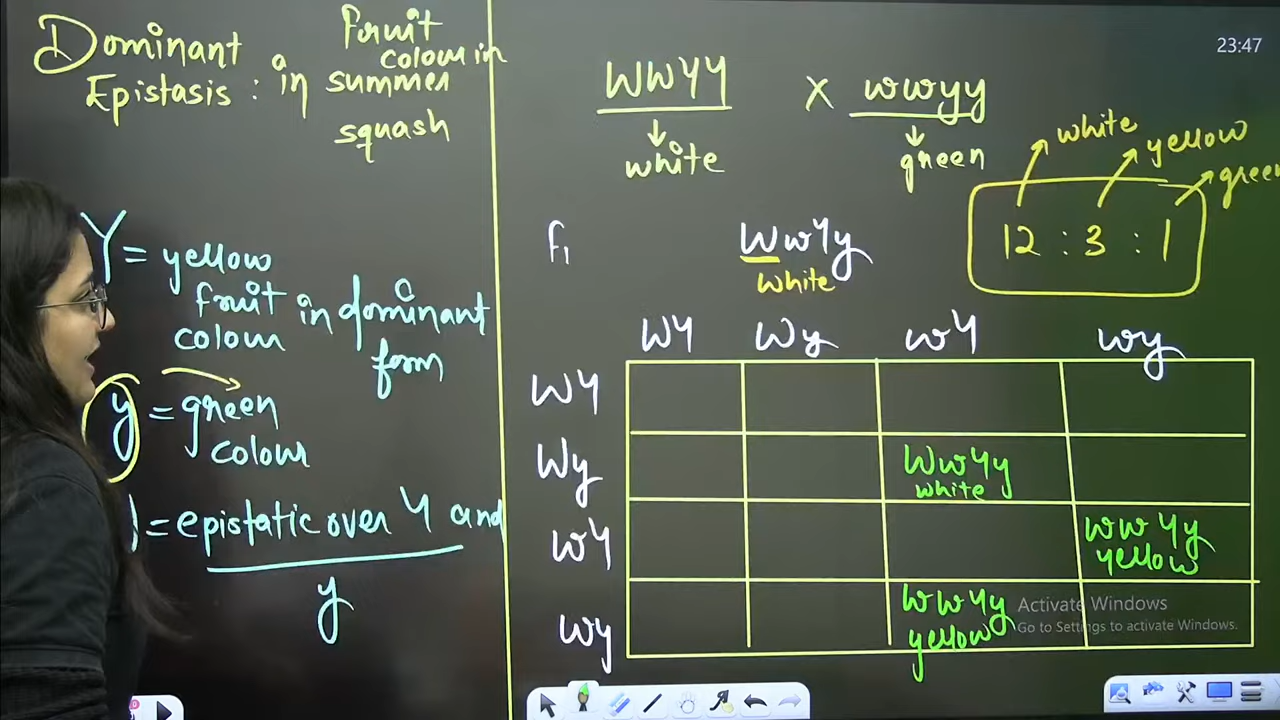 Dominant
Epistasis : in
Fruit
colour in
summer
squash
Y = yellow
fruit
colour
in dominant
form
y = green
colour
= epistatic over Y and
y
23:47
WWYY × wwyy
white
green
white
yellow
green
12 : 3 : 1
F1
WwYy
white
WY Wy wY wy
WY
Wy WwYy
white
wY wwYy
yellow
wy wwYy
yellow
Activate Windows
Go to Settings to activate Windows.